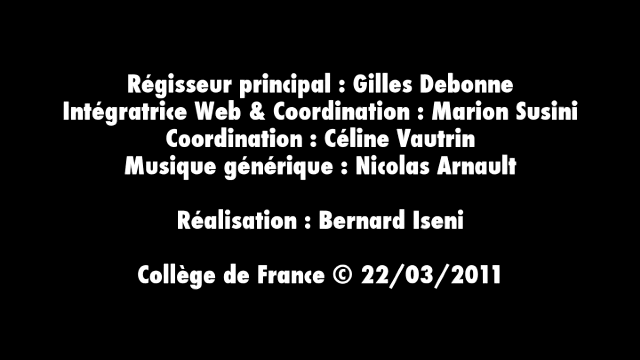 Régisseur principal : Gilles Debonne
Intégratrice Web & Coordination : Marion Susini
Coordination : Céline Vautrin
Musique générique : Nicolas Arnault
Réalisation : Bernard Iseni
Collège de France © 22/03/2011